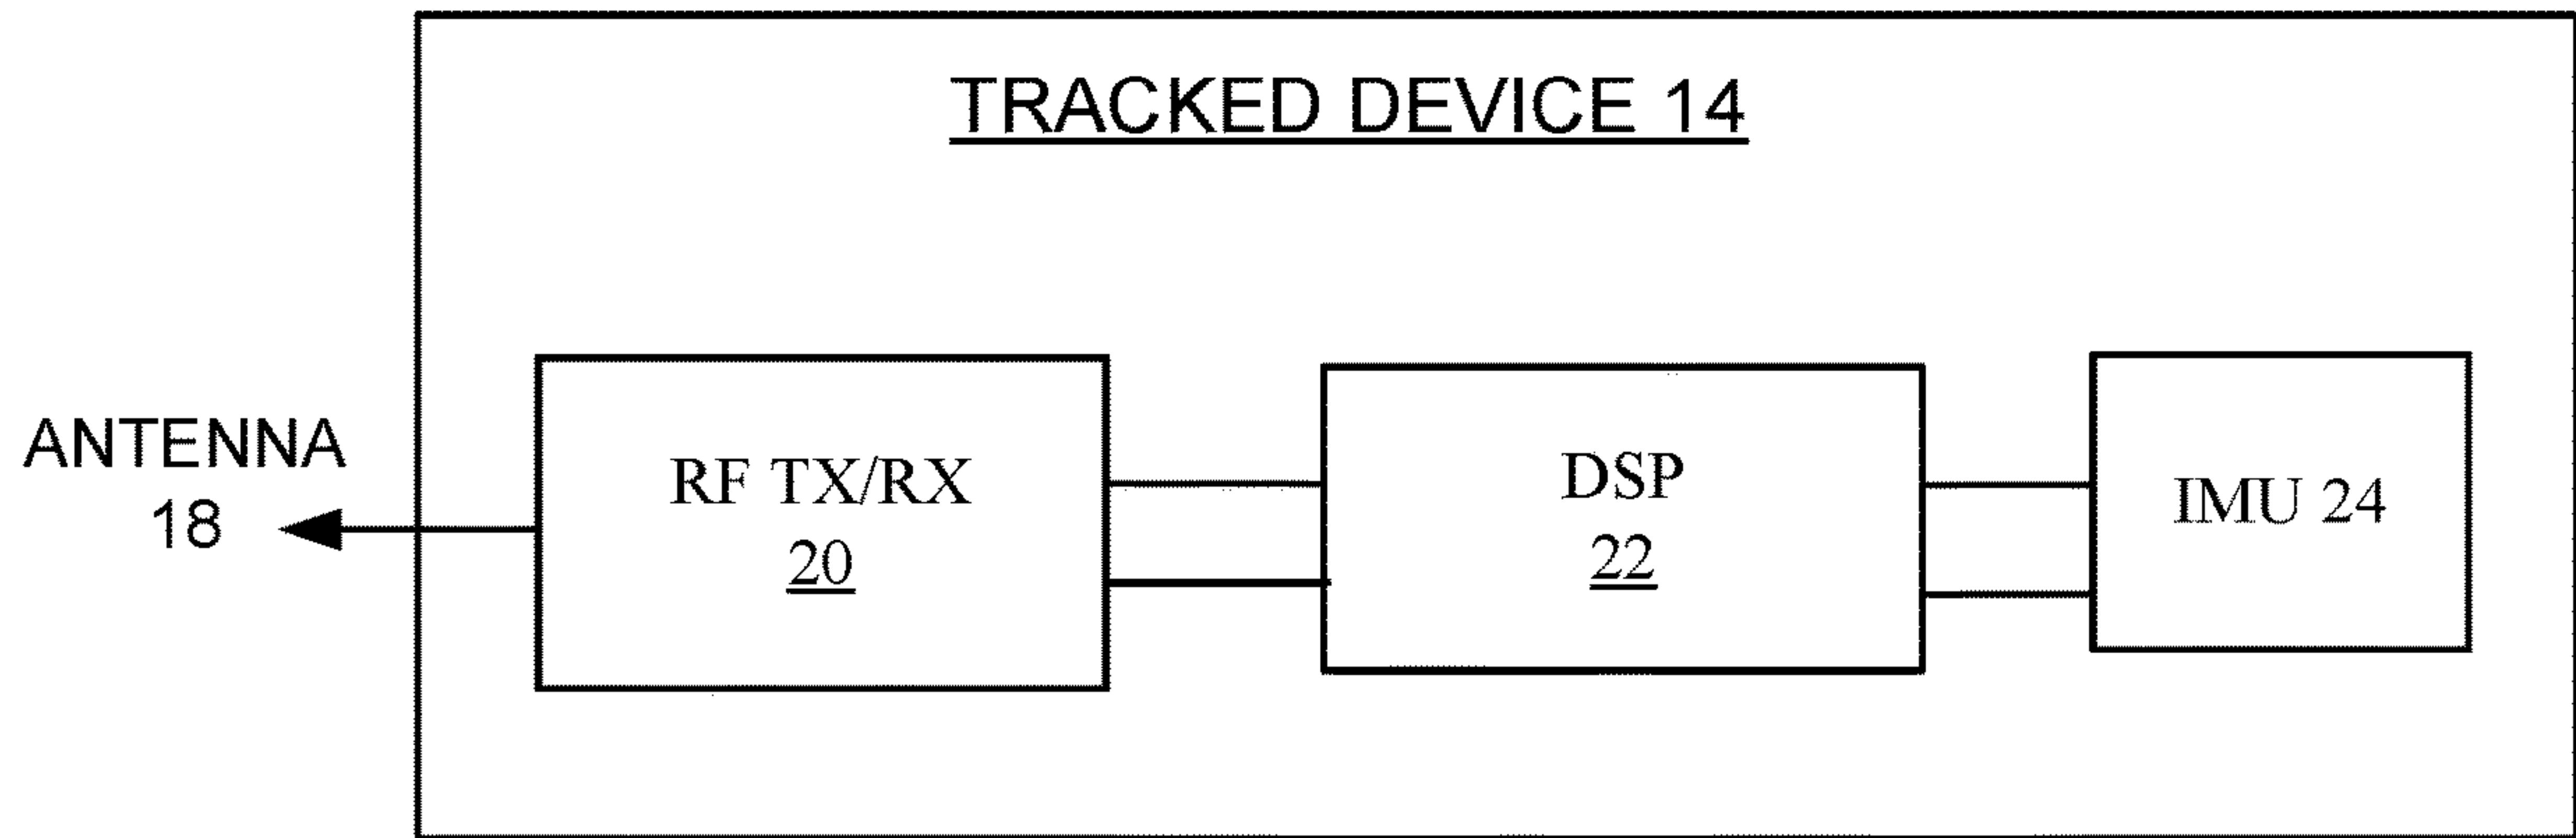 TRACKED DEVICE 14
ANTENNA
18
RF TX/RX
20
DSP
22
IMU 24